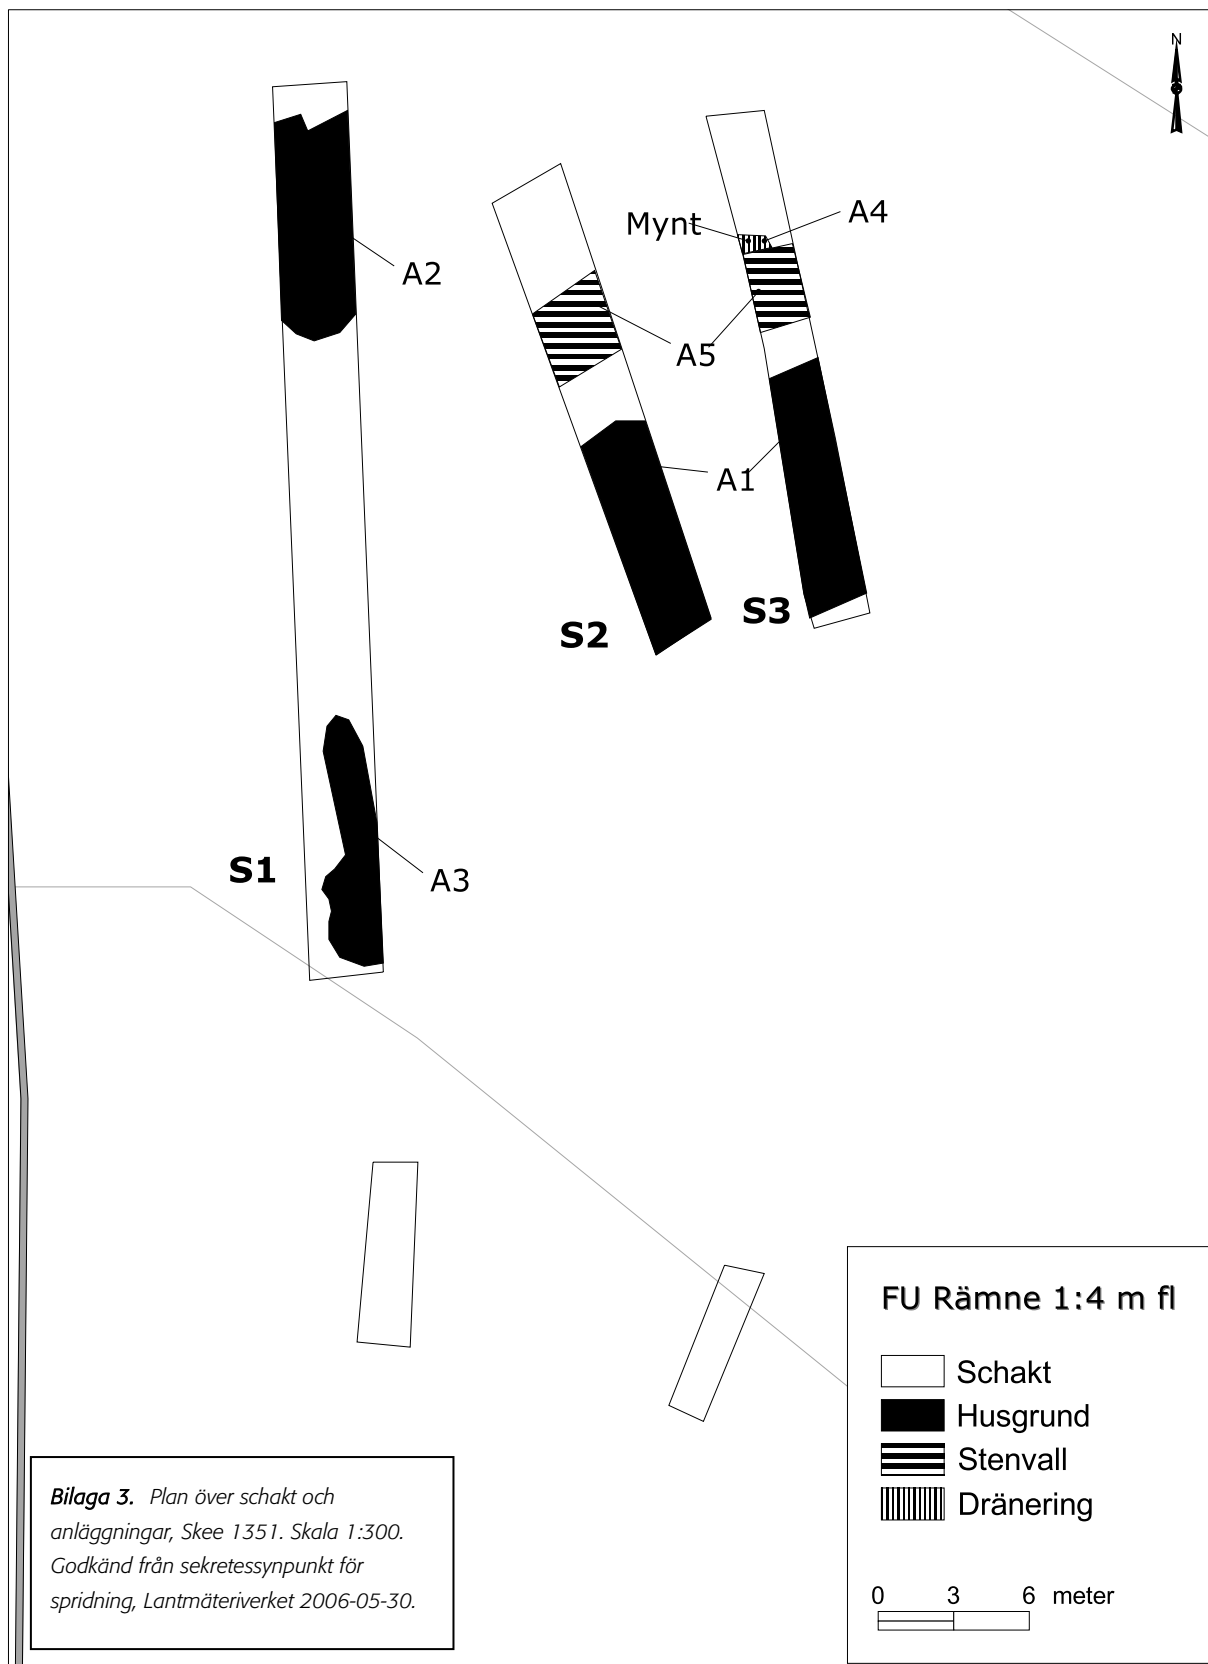 N
Mynt
A4
A2
A5
A1
S3
S2
S1
A3
FU Rämne 1:4 m fl
Schakt
Husgrund
Stenvall
Dränering
0 3 6 meter
Bilaga 3. Plan över schakt och
anläggningar, Skee 1351. Skala 1:300.
Godkänd från sekretessynpunkt för
spridning, Lantmäteriverket 2006-05-30.